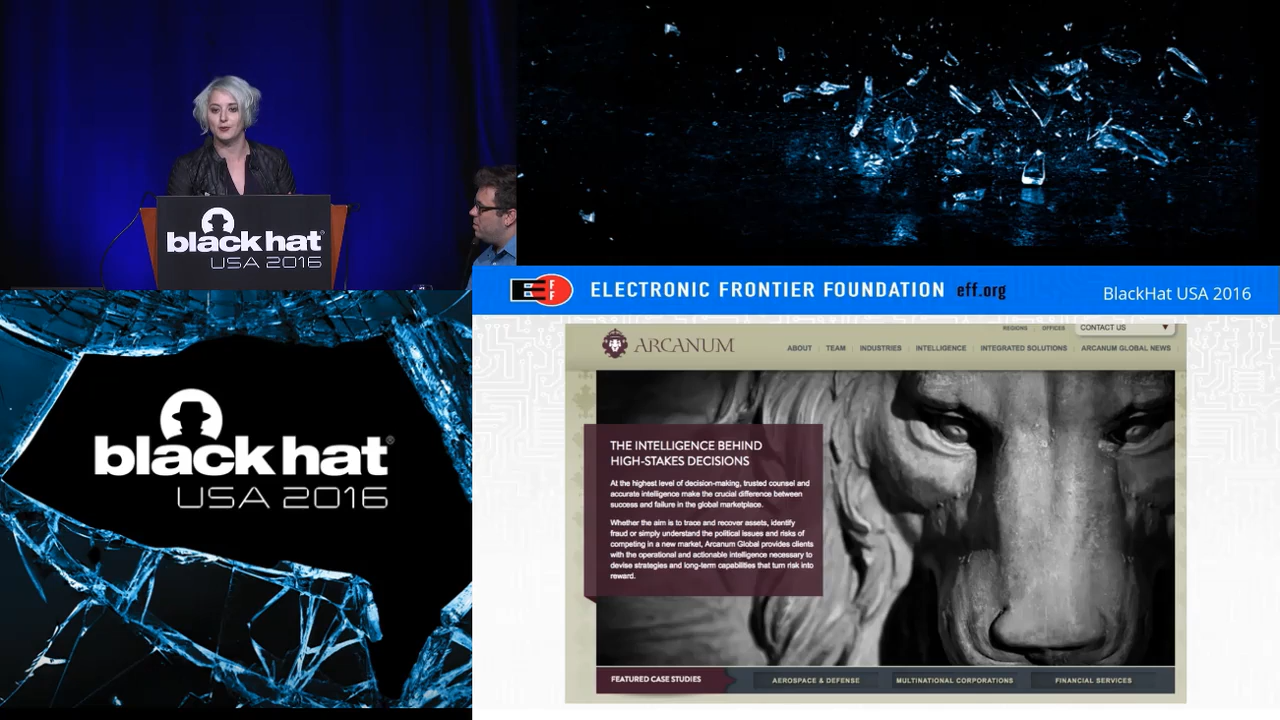 black hat
USA 2016
EFF
ELECTRONIC FRONTIER FOUNDATION eff.org
BlackHat USA 2016
REGIONS OFFICES CONTACT US
ARCANUM
ABOUT TEAM INDUSTRIES INTELLIGENCE INTEGRATED SOLUTIONS ARCANUM GLOBAL NEWS
black hat®
USA 2016
THE INTELLIGENCE BEHIND
HIGH-STAKES DECISIONS
At the highest level of decision-making, trusted counsel and
accurate intelligence make the crucial difference between
success and failure in the global marketplace.
Whether the aim is to trace and recover assets, identify
fraud or simply understand the political issues and risks of
competing in a new market, Arcanum Global provides clients
with the operational and actionable intelligence necessary to
devise strategies and long-term capabilities that turn risk into
reward.
FEATURED CASE STUDIES AEROSPACE & DEFENSE MULTINATIONAL CORPORATIONS FINANCIAL SERVICES